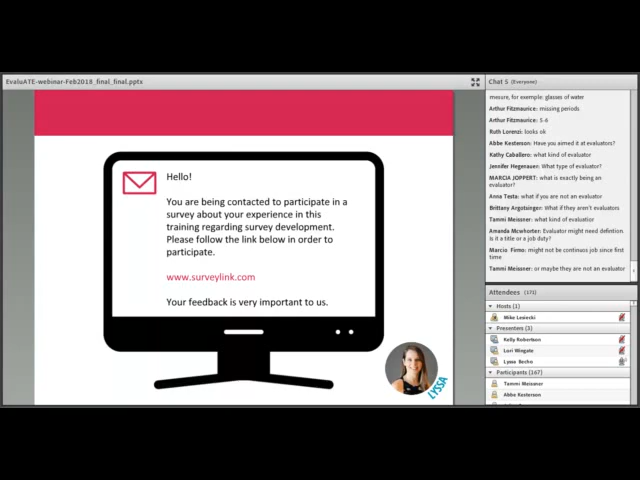 EvaluATE-webinar-Feb2018_final_final.pptx
Hello!
You are being contacted to participate in a
survey about your experience in this
training regarding survey development.
Please follow the link below in order to
participate.
www.surveylink.com
Your feedback is very important to us.
LYSSA
Chat 5 (Everyone)
mesure, for exemple: glasses of water
Arthur Fitzmaurice: missing periods
Arthur Fitzmaurice: 5-6
Ruth Lorenzi: looks ok
Abbe Kesterson: Have you aimed it at evaluators?
Kathy Caballero: what kind of evaluator
Jennifer Hegenauer: What type of evaluator?
MARCIA JOPPERT: what is exactly being an
evaluator?
Anna Testa: what if you are not an evaluator
Brittany Argotsinger: What if they aren't evaluators
Tammi Meissner: what kind of evaluatior
Amanda Mcwhorter: Evaluator might need definition.
Is it a title or a job duty?
Marcio Firmo: might not be continuos job since first
time
Tammi Meissner: or maybe they are not an evaluator
Attendees (171)
Hosts (1)
Mike Lesiecki
Presenters (3)
Kelly Robertson
Lori Wingate
Lyssa Becho
Participants (167)
Tammi Meissner
Abbe Kesterson